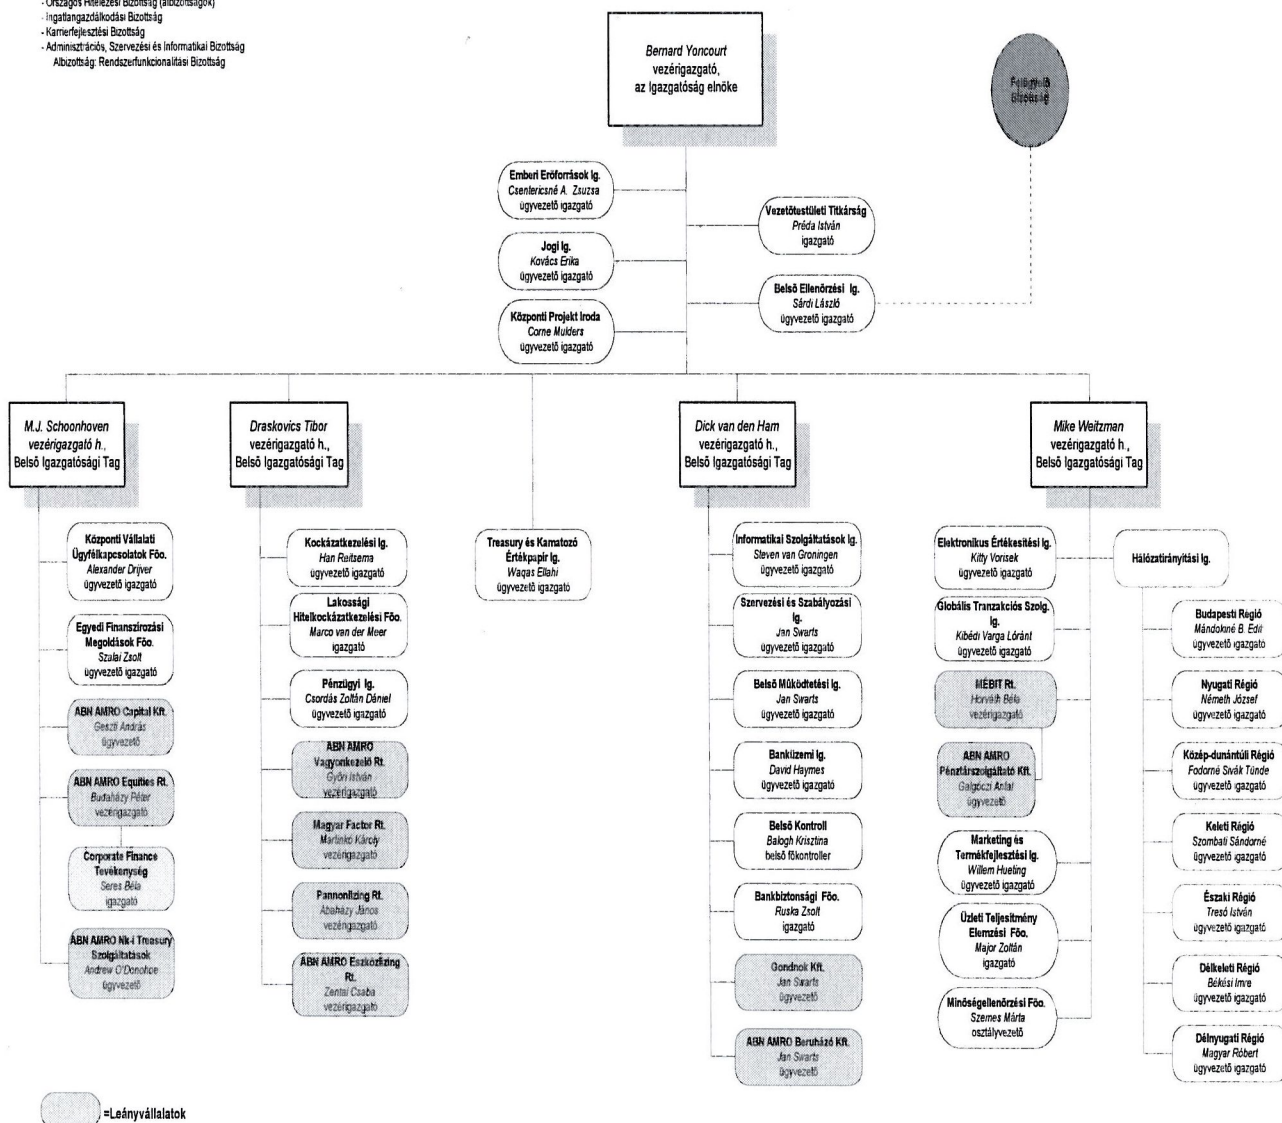 - Országos Hitelezési Bizottság (albizottságok)
- Ingatlangazdálkodási Bizottság
- Karrierfejlesztési Bizottság
- Adminisztrációs, Szervezési és Informatikai Bizottság
Albizottság: Rendszerfunkcionalitási Bizottság
Bernard Yoncourt
vezérigazgató,
az Igazgatóság elnöke
Felügyelő
Bizottság
Emberi Erőforrások Ig.
Csentericsné A. Zsuzsa
ügyvezető igazgató
Vezetőtestületi Titkárság
Préda István
igazgató
Jogi Ig.
Kovács Erika
ügyvezető igazgató
Belső Ellenőrzési Ig.
Sárdi László
ügyvezető igazgató
Központi Projekt Iroda
Corne Mulders
ügyvezető igazgató
M.J. Schoonhoven
vezérigazgató h.,
Belső Igazgatósági Tag
Draskovics Tibor
vezérigazgató h.,
Belső Igazgatósági Tag
Dick van den Ham
vezérigazgató h.,
Belső Igazgatósági Tag
Mike Weitzman
vezérigazgató h.,
Belső Igazgatósági Tag
Központi Vállalati
Ügyfélkapcsolatok Főo.
Alexander Drijver
ügyvezető igazgató
Egyedi Finanszírozási
Megoldások Főo.
Szalai Zsolt
ügyvezető igazgató
ABN AMRO Capital Kft.
Geszti András
ügyvezető
ABN AMRO Equities Rt.
Budaházy Péter
vezérigazgató
Corporate Finance
Tevékenység
Seres Béla
igazgató
ABN AMRO Nk-i Treasury
Szolgáltatások
Andrew O'Donohoe
ügyvezető
Kockázatkezelési Ig.
Han Reitsema
ügyvezető igazgató
Lakossági
Hitelkockázatkezelési Főo.
Marco van der Meer
igazgató
Pénzügyi Ig.
Csordás Zoltán Dániel
ügyvezető igazgató
ABN AMRO
Vagyonkezelő Rt.
Győri István
vezérigazgató
Magyar Factor Rt.
Martinkó Károly
vezérigazgató
Pannonlízing Rt.
Abaházy János
vezérigazgató
ABN AMRO Eszközlízing
Rt.
Zentai Csaba
vezérigazgató
Treasury és Kamatozó
Értékpapír Ig.
Waqas Ellahi
ügyvezető igazgató
Informatikai Szolgáltatások Ig.
Steven van Groningen
ügyvezető igazgató
Szervezési és Szabályozási
Ig.
Jan Swarts
ügyvezető igazgató
Belső Működtetési Ig.
Jan Swarts
ügyvezető igazgató
Banküzemi Ig.
David Haymes
ügyvezető igazgató
Belső Kontroll
Balogh Krisztina
belső főkontroller
Bankbiztonsági Főo.
Ruska Zsolt
igazgató
Gondnok Kft.
Jan Swarts
ügyvezető
ABN AMRO Beruházó Kft.
Jan Swarts
ügyvezető
Elektronikus Értékesítési Ig.
Kitty Vorisek
ügyvezető igazgató
Globális Tranzakciós Szolg.
Ig.
Kibédi Varga Lóránt
ügyvezető igazgató
MÉBIT Rt.
Horváth Béla
vezérigazgató
ABN AMRO
Pénztárszolgáltató Kft.
Galgóczi Antal
ügyvezető
Marketing és
Termékfejlesztési Ig.
Willem Hueting
ügyvezető igazgató
Üzleti Teljesítmény
Elemzési Főo.
Major Zoltán
igazgató
Minőségellenőrzési Főo.
Szemes Márta
osztályvezető
Hálózatirányítási Ig.
Budapesti Régió
Mándokiné B. Edit
ügyvezető igazgató
Nyugati Régió
Németh József
ügyvezető igazgató
Közép-dunántúli Régió
Fodorné Sivák Tünde
ügyvezető igazgató
Keleti Régió
Szombati Sándorné
ügyvezető igazgató
Északi Régió
Tresó István
ügyvezető igazgató
Délkeleti Régió
Békési Imre
ügyvezető igazgató
Délnyugati Régió
Magyar Róbert
ügyvezető igazgató
=Leányvállalatok